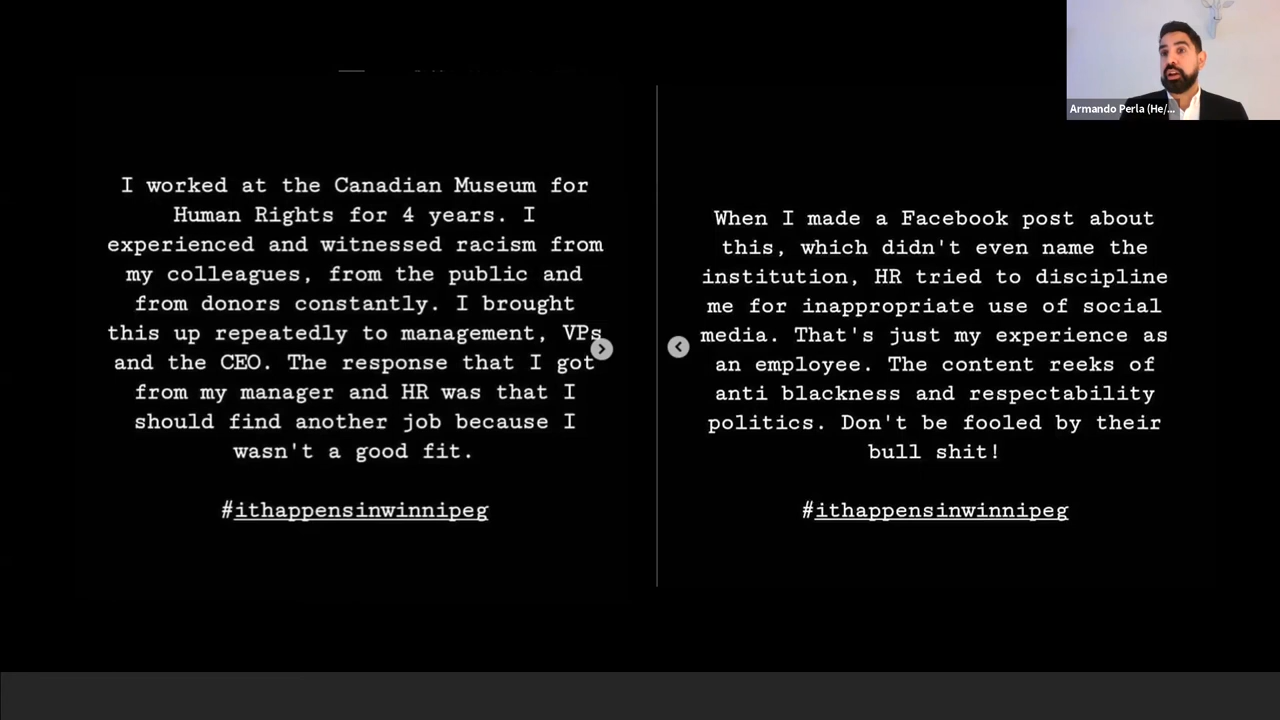 Armando Perla (He/...
I worked at the Canadian Museum for
Human Rights for 4 years. I
experienced and witnessed racism from
my colleagues, from the public and
from donors constantly. I brought
this up repeatedly to management, VPs
and the CEO. The response that I got
from my manager and HR was that I
should find another job because I
wasn't a good fit.
#ithappensinwinnipeg
When I made a Facebook post about
this, which didn't even name the
institution, HR tried to discipline
me for inappropriate use of social
media. That's just my experience as
an employee. The content reeks of
anti blackness and respectability
politics. Don't be fooled by their
bull shit!
#ithappensinwinnipeg